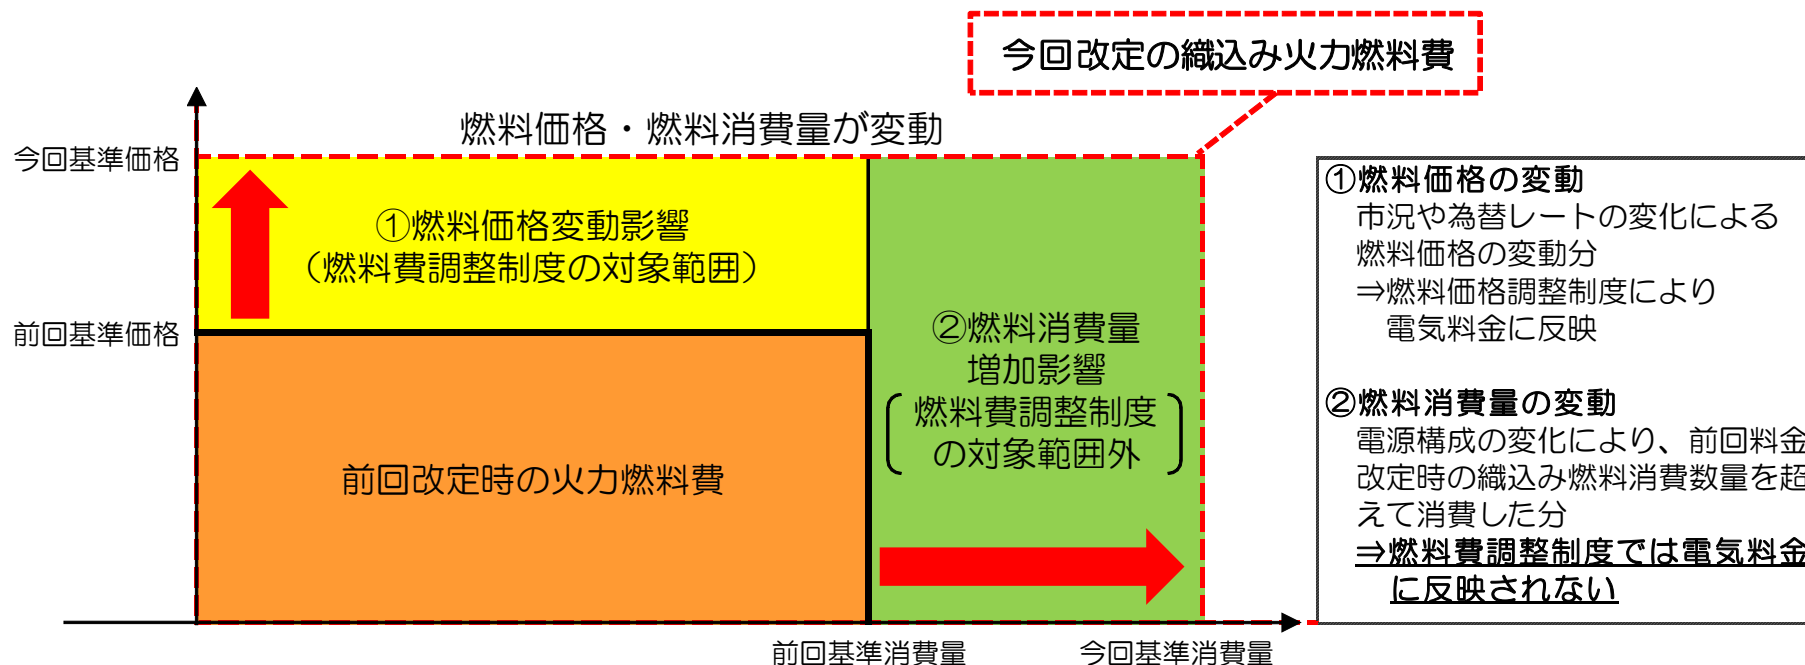 今回改定の織込み火力燃料費
燃料価格・燃料消費量が変動
今回基準価格
①燃料価格変動影響
（燃料費調整制度の対象範囲）
前回基準価格
②燃料消費量
増加影響
燃料費調整制度
の対象範囲外
前回改定時の火力燃料費
前回基準消費量
今回基準消費量
①燃料価格の変動
市況や為替レートの変化による
燃料価格の変動分
⇒燃料価格調整制度により
電気料金に反映
②燃料消費量の変動
電源構成の変化により、前回料金
改定時の織込み燃料消費数量を超
えて消費した分
⇒燃料費調整制度では電気料金
に反映されない